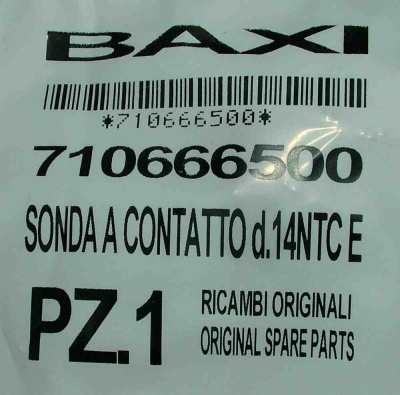 BAXI
*710666500*
710666500
SONDA A CONTATTO d.14NTC E
PZ.1
RICAMBI ORIGINALI
ORIGINAL SPARE PARTS